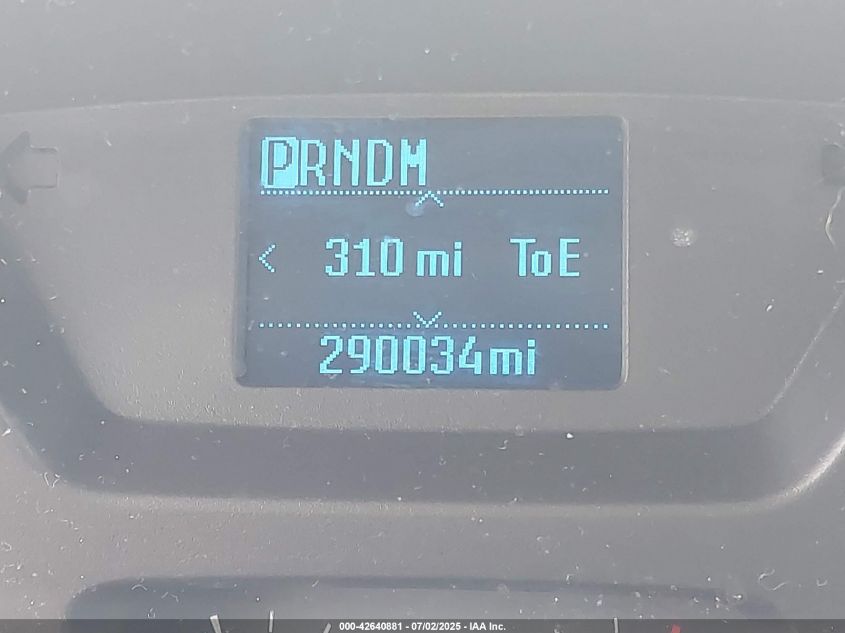 PRNDM
< 310 mi ToE
290034mi
000-42640881 - 07/02/2025 - IAA Inc.